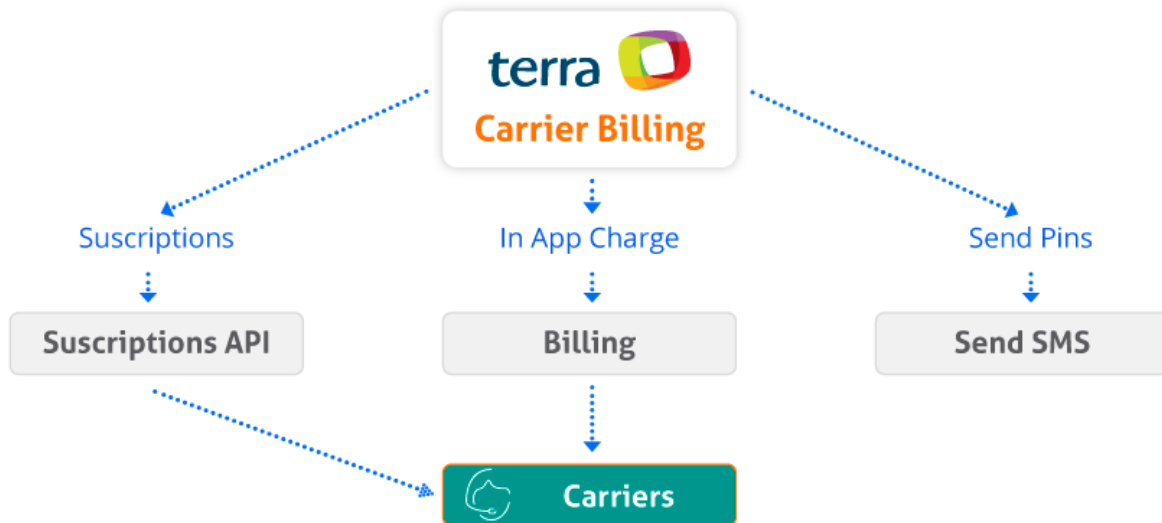 terra
Carrier Billing
Suscriptions
In App Charge
Send Pins
Suscriptions API
Billing
Send SMS
Carriers